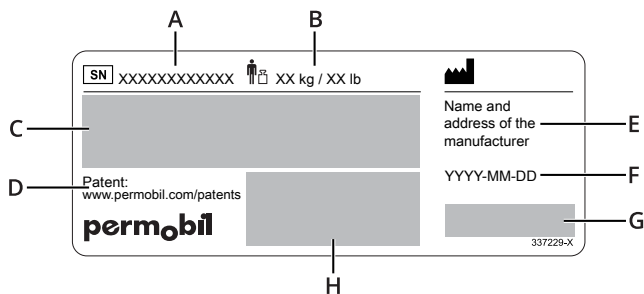 A
B
SN XXXXXXXXXXXX XX kg / XX lb
C
Name and
address of the
manufacturer
E
D
Patent:
www.permobil.com/patents
YYYY-MM-DD
F
permobil
G
337229-X
H